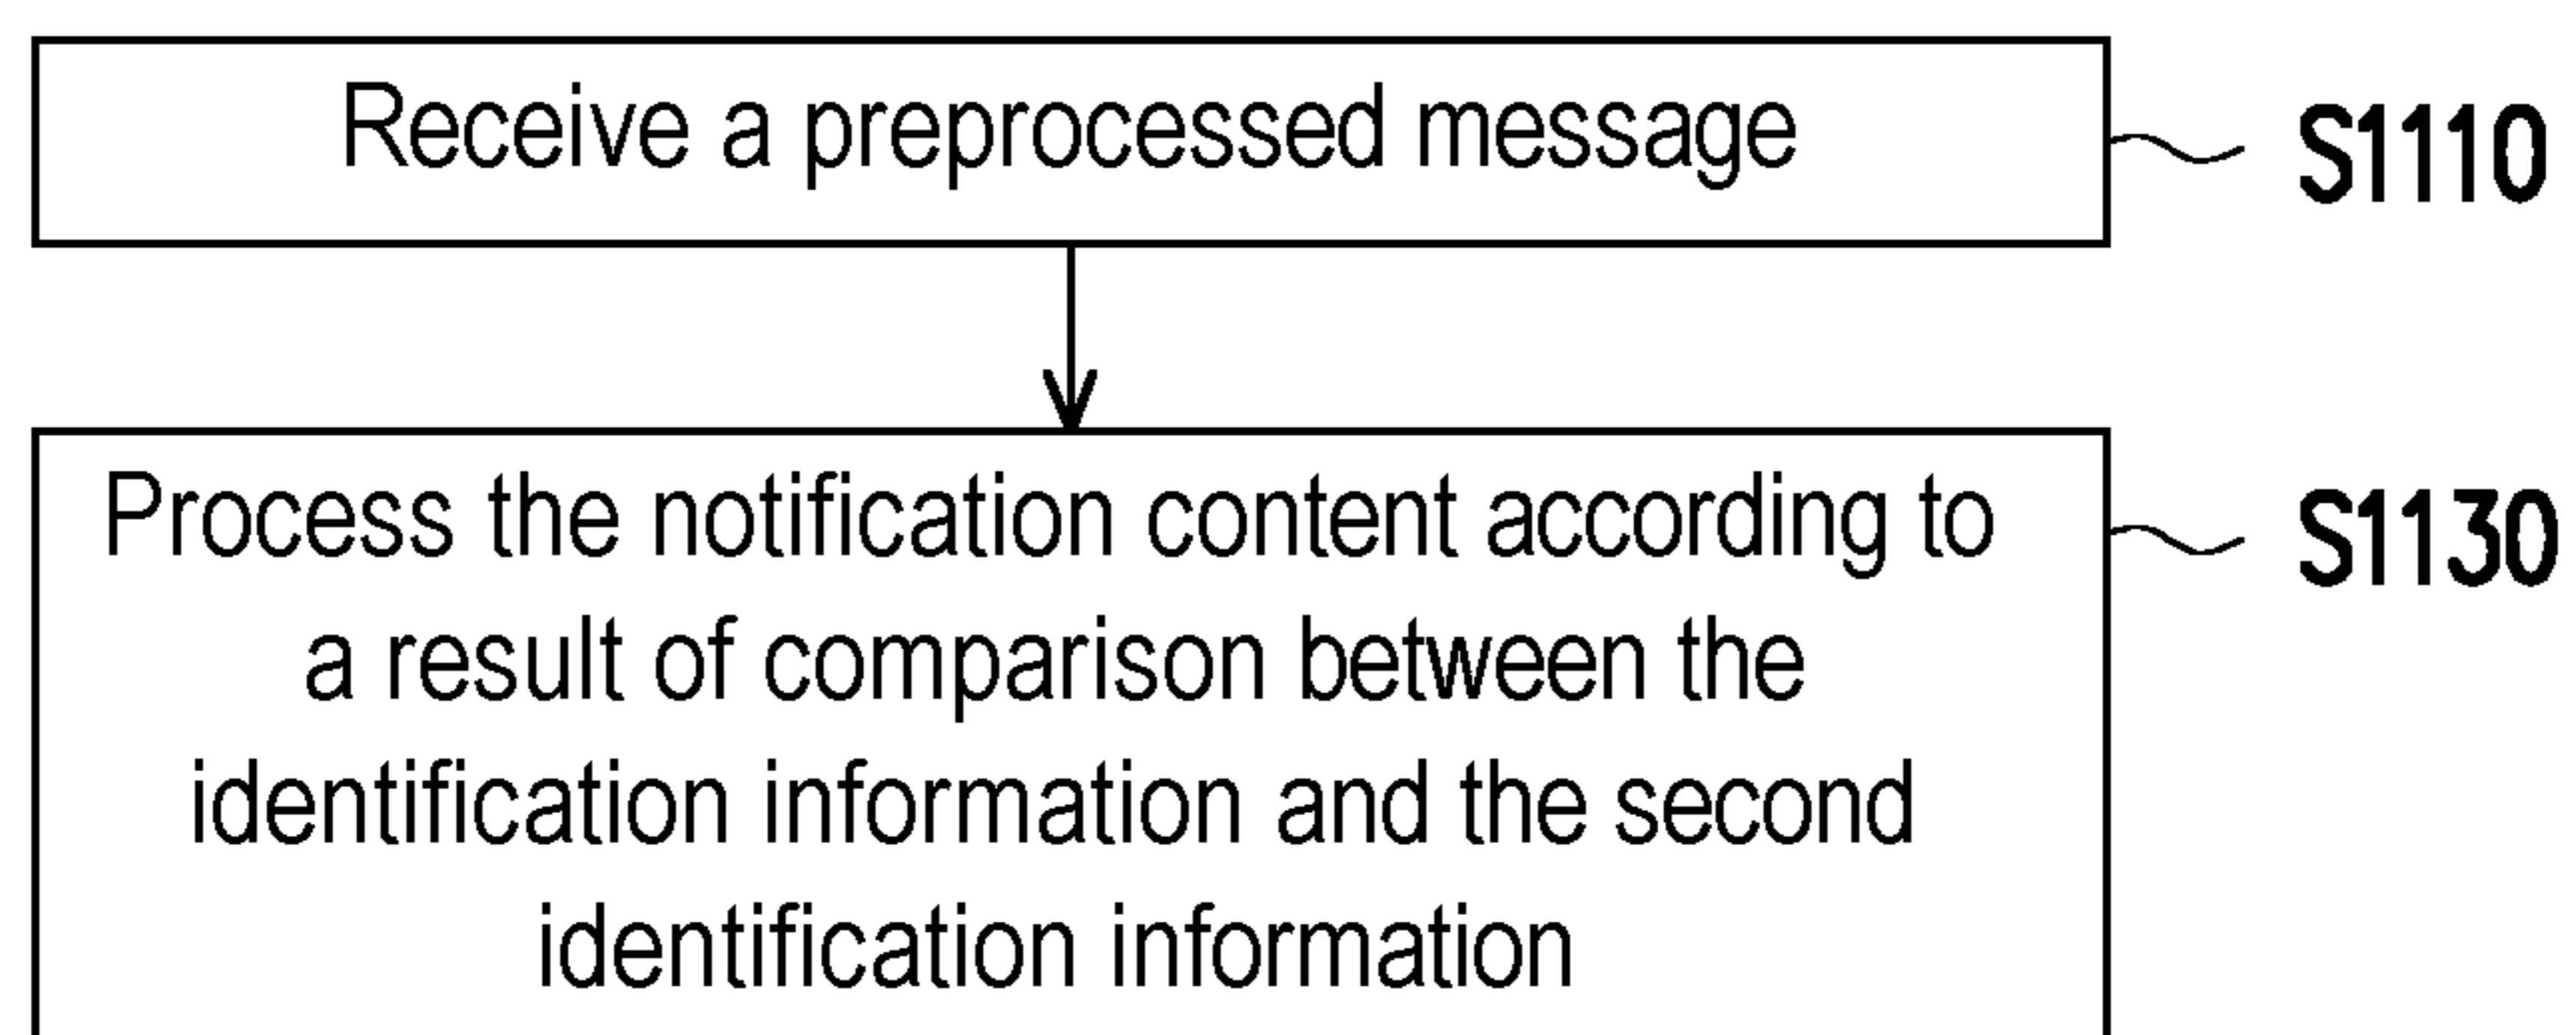 Receive a preprocessed message
S1110
Process the notification content according to
a result of comparison between the
identification information and the second
identification information
S1130